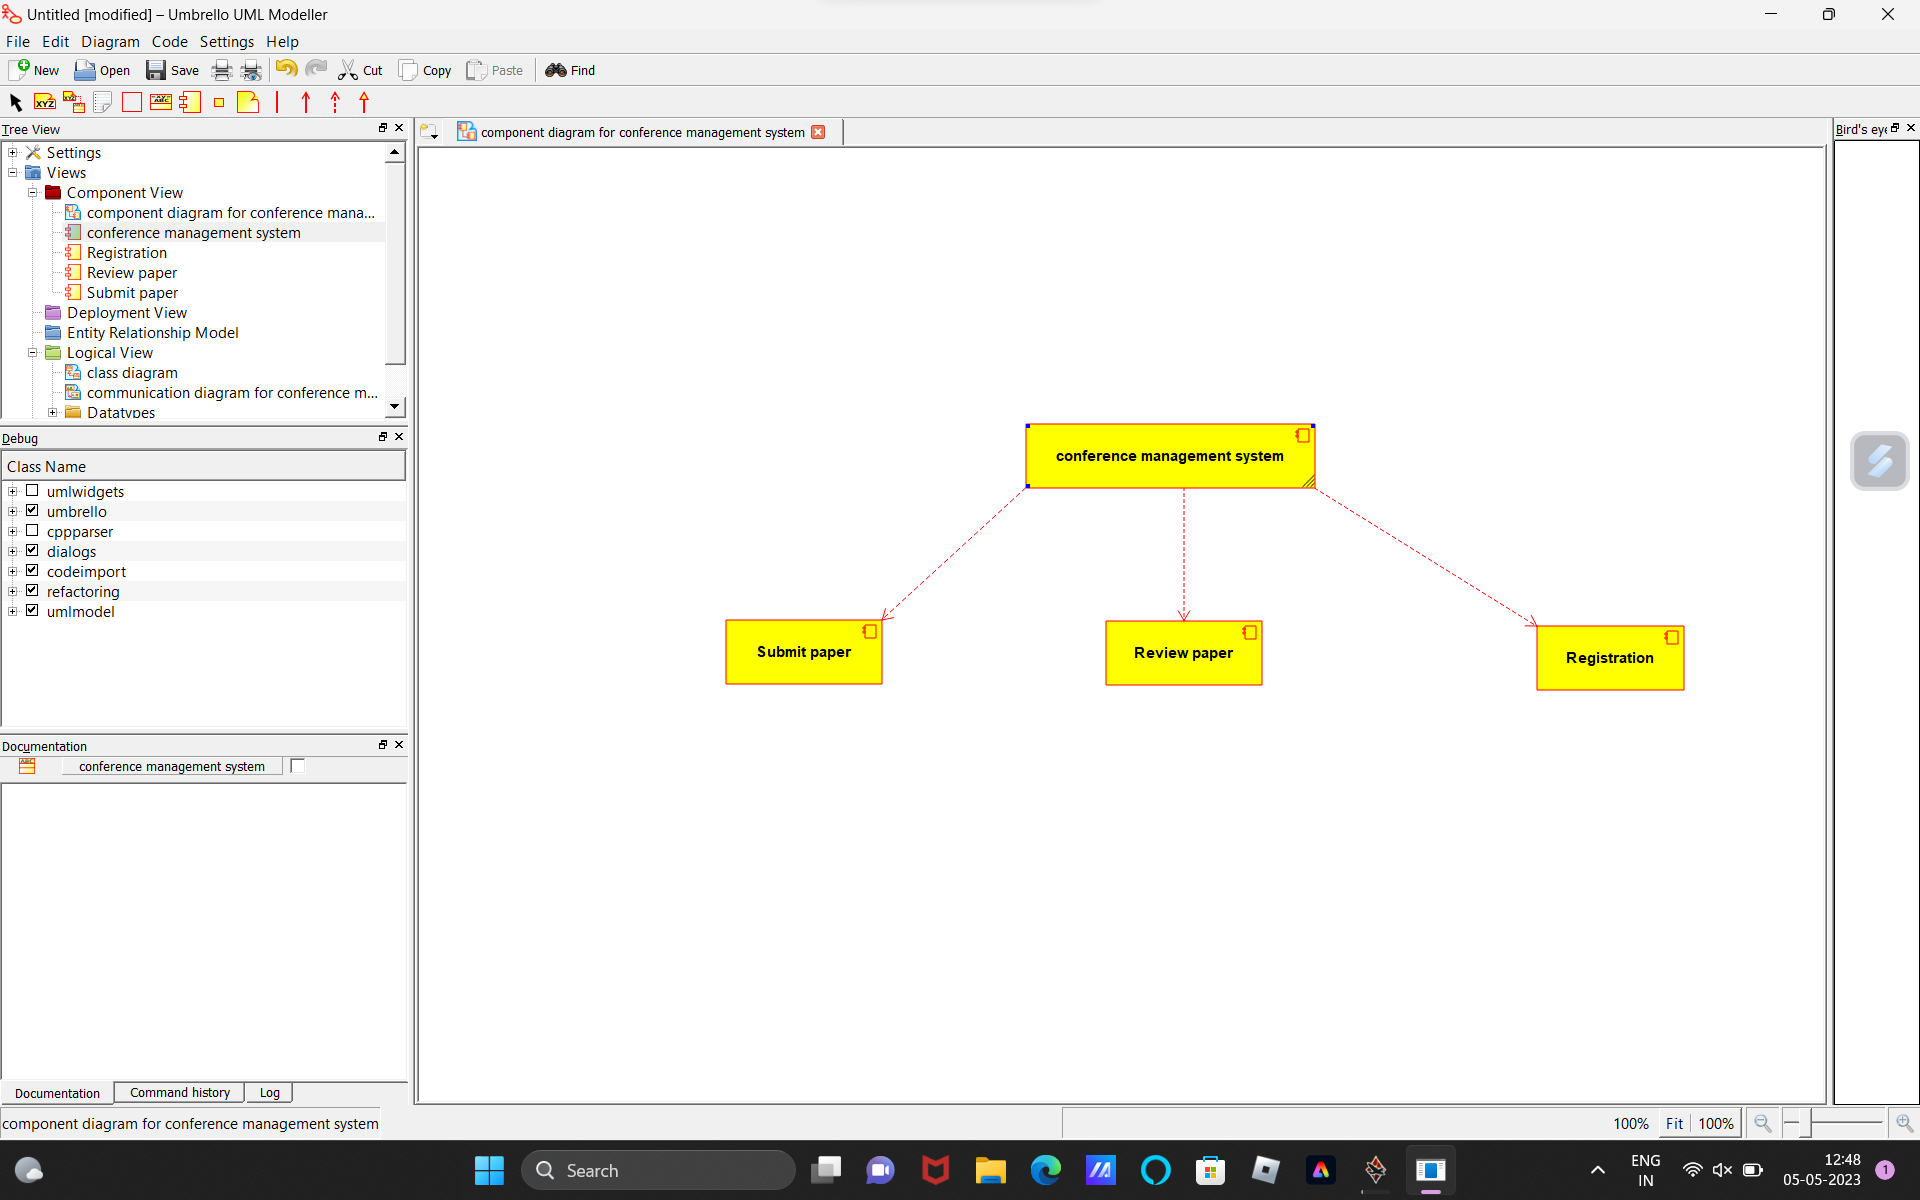 Untitled [modified] – Umbrello UML Modeller
File Edit Diagram Code Settings Help
New Open Save Cut Copy Paste Find
Tree View
component diagram for conference management system
Bird's eye
Settings
Views
Component View
component diagram for conference mana...
conference management system
Registration
Review paper
Submit paper
Deployment View
Entity Relationship Model
Logical View
class diagram
communication diagram for conference m...
Datatypes
Debug
Class Name
umlwidgets
umbrello
cppparser
dialogs
codeimport
refactoring
umlmodel
conference management system
Submit paper
Review paper
Registration
Documentation
conference management system
Documentation Command history Log
component diagram for conference management system
100% Fit 100%
Search
ENG
IN
12:48
05-05-2023
1